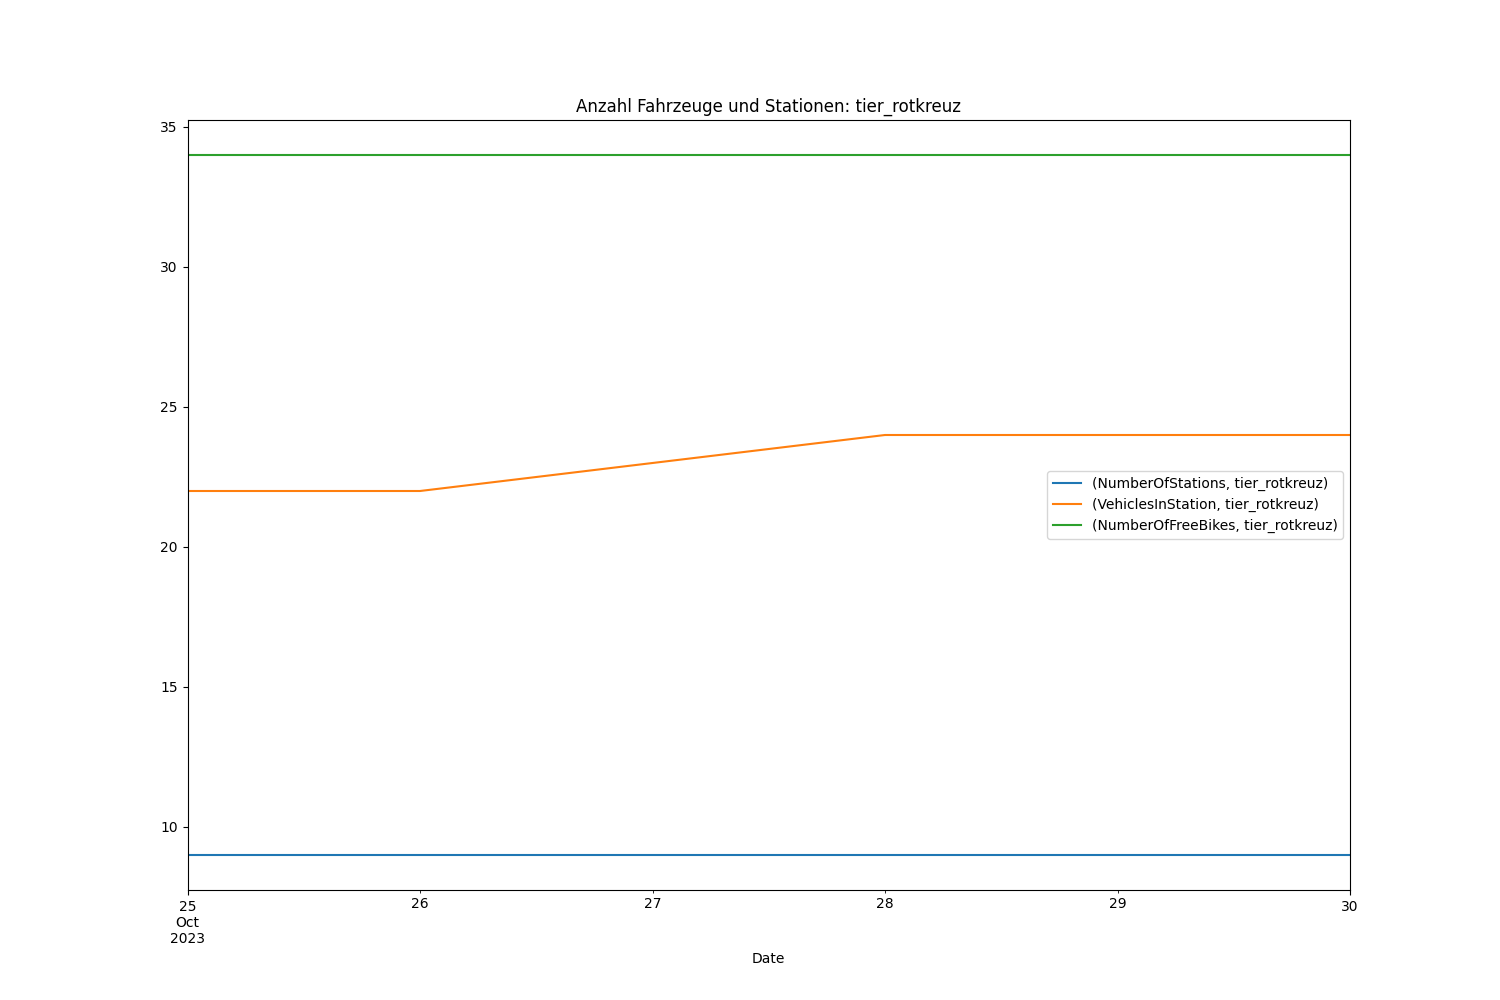 Anzahl Fahrzeuge und Stationen: tier_rotkreuz
35
30
25
20
15
10
(NumberOfStations, tier_rotkreuz)
(VehiclesInStation, tier_rotkreuz)
(NumberOfFreeBikes, tier_rotkreuz)
25 26 27 28 29 30
Oct
2023
Date